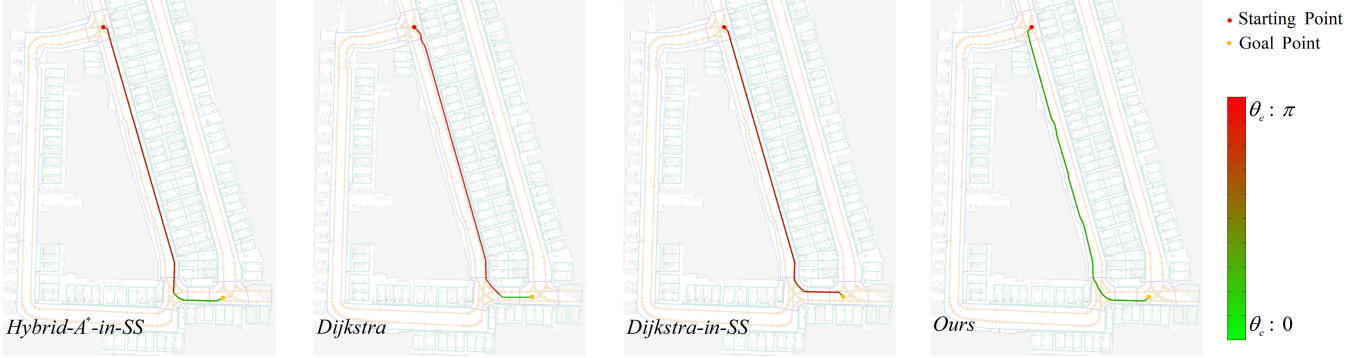 Starting Point
Goal Point
θe : π
θe : 0
Hybrid-A*-in-SS
Dijkstra
Dijkstra-in-SS
Ours